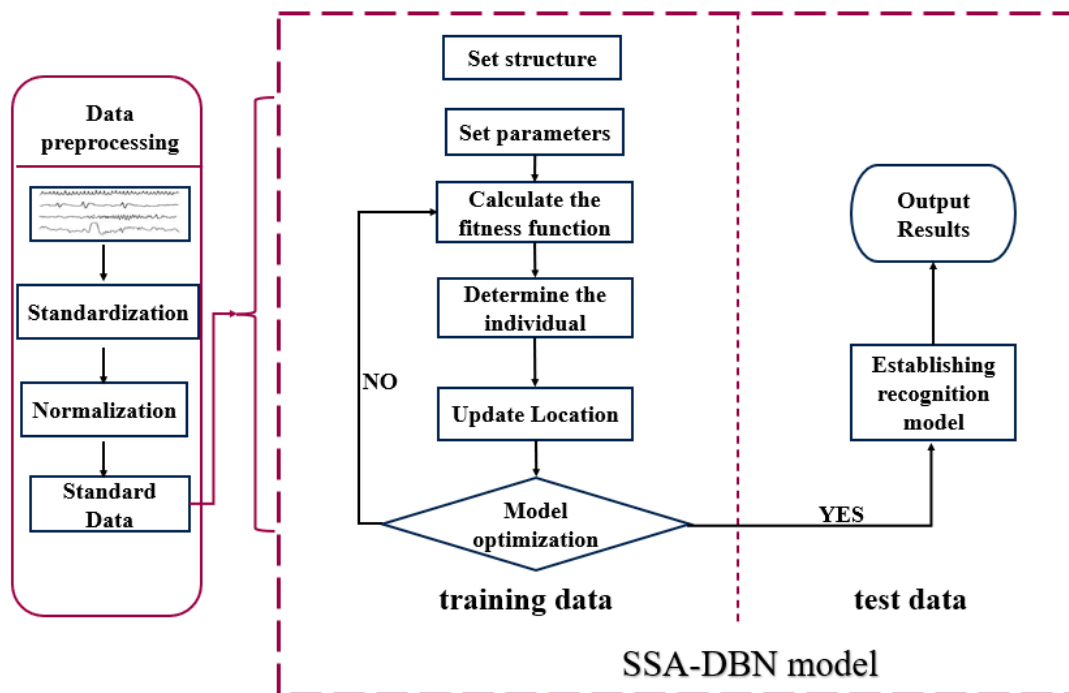 Data
preprocessing
Standardization
Normalization
Standard
Data
Set structure
Set parameters
Calculate the
fitness function
Determine the
individual
NO
Update Location
Model
optimization
training data
YES
Output
Results
Establishing
recognition
model
test data
SSA-DBN model